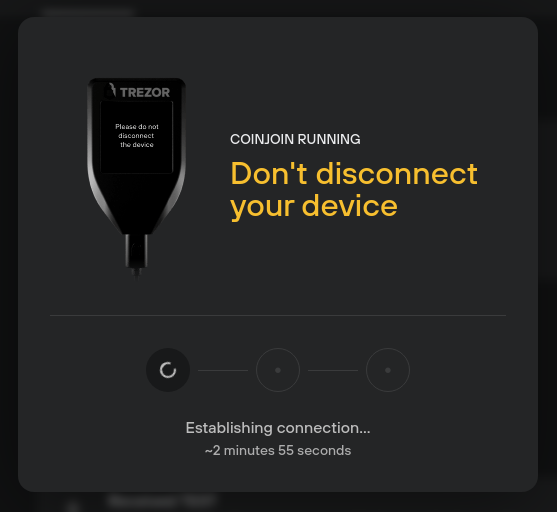 TREZOR
Please do not
disconnect
the device
COINJOIN RUNNING
Don't disconnect
your device
Establishing connection...
~2 minutes 55 seconds